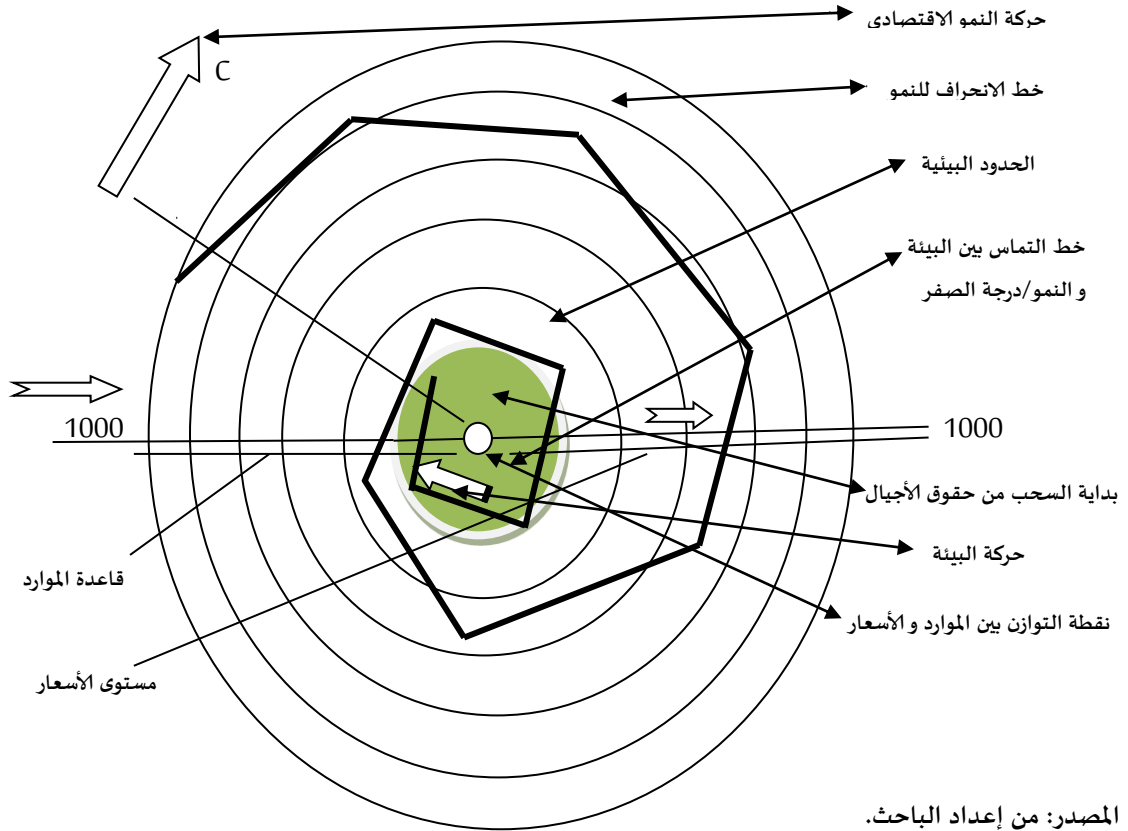 حركة النمو الاقتصادى
C
خط الانحراف للنمو
الحدود البيئية
خط التماس بين البيئة
و النمو/درجة الصفر
1000
1000
بداية السحب من حقوق الأجيال
حركة البيئة
قاعدة الموارد
نقطة التوازن بين الموارد و الأسعار
مستوى الأسعار
المصدر: من إعداد الباحث.